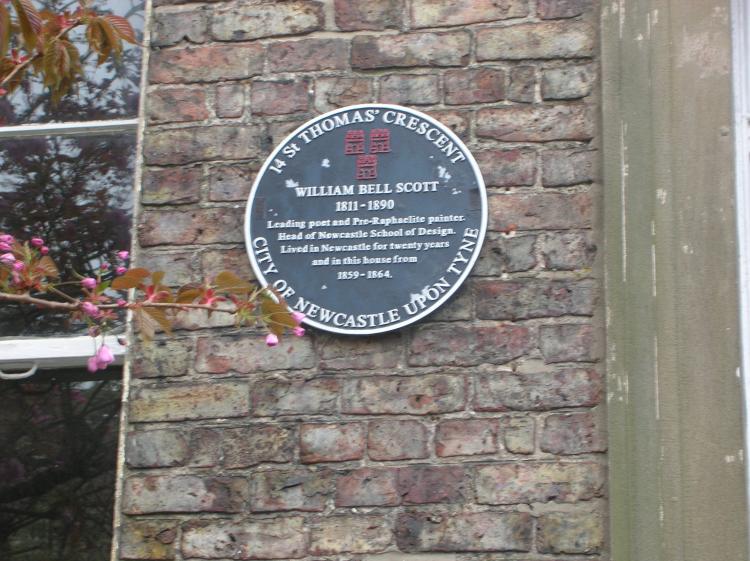 14 St THOMAS' CRESCENT
WILLIAM BELL SCOTT
1811-1890
Leading poet and Pre-Raphaelite painter.
Head of Newcastle School of Design.
Lived in Newcastle for twenty years
and in this house from
1859-1864.
CITY OF NEWCASTLE UPON TYNE